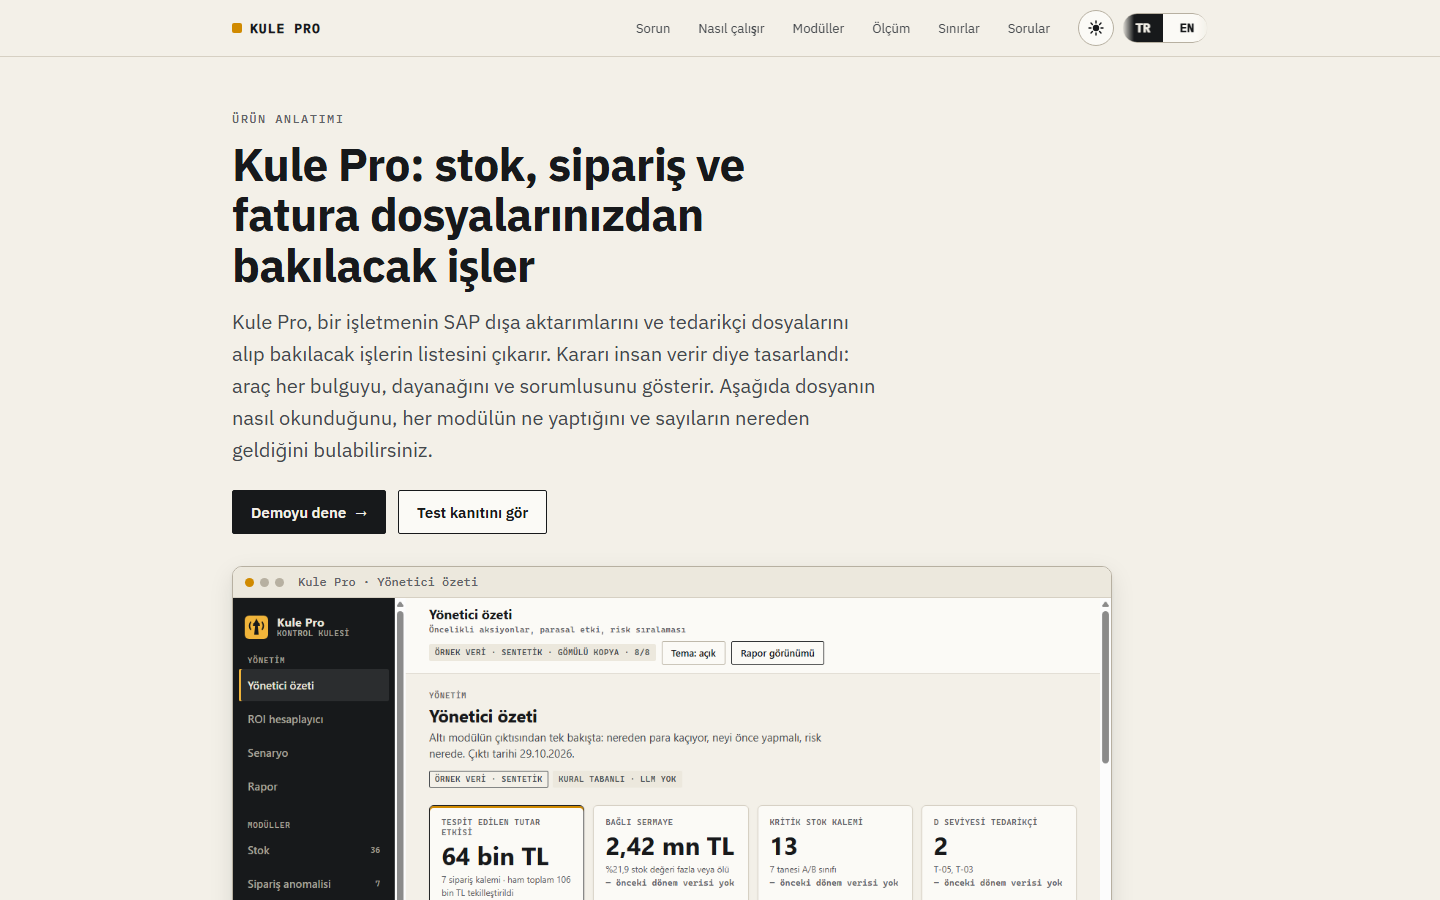 KULE PRO
Sorun
Nasıl çalışır
Modüller
Ölçüm
Sınırlar
Sorular
TR
EN
ÜRÜN ANLATIMI
Kule Pro: stok, sipariş ve
fatura dosyalarınızdan
bakılacak işler
Kule Pro, bir işletmenin SAP dışa aktarımlarını ve tedarikçi dosyalarını
alıp bakılacak işlerin listesini çıkarır. Kararı insan verir diye tasarlandı:
araç her bulguyu, dayanağını ve sorumlusunu gösterir. Aşağıda dosyanın
nasıl okunduğunu, her modülün ne yaptığını ve sayıların nereden
geldiğini bulabilirsiniz.
Demoyu dene →
Test kanıtını gör
Kule Pro · Yönetici özeti
Kule Pro
KONTROL KULESİ
YÖNETİM
Yönetici özeti
ROI hesaplayıcı
Senaryo
Rapor
MODÜLLER
Stok 36
Sipariş anomalisi 7
Yönetici özeti
Öncelikli aksiyonlar, parasal etki, risk sıralaması
ÖRNEK VERİ · SENTETİK · GÖMÜLÜ KOPYA · 8/8
Tema: açık
Rapor görünümü
YÖNETİM
Yönetici özeti
Altı modülün çıktısından tek bakışta: nereden para kaçıyor, neyi önce yapmalı, risk
nerede. Çıktı tarihi 29.10.2026.
ÖRNEK VERİ · SENTETİK
KURAL TABANLI · LLM YOK
TESPİT EDİLEN TUTAR
ETKİSİ
64 bin TL
7 sipariş kalemi · ham toplam 106
bin TL tekilleştirildi
BAĞLI SERMAYE
2,42 mn TL
%21,9 stok değeri fazla veya ölü
— önceki dönem verisi yok
KRİTİK STOK KALEMİ
13
7 tanesi A/B sınıfı
— önceki dönem verisi yok
D SEVİYESİ TEDARİKÇİ
2
T-05, T-03
— önceki dönem verisi yok